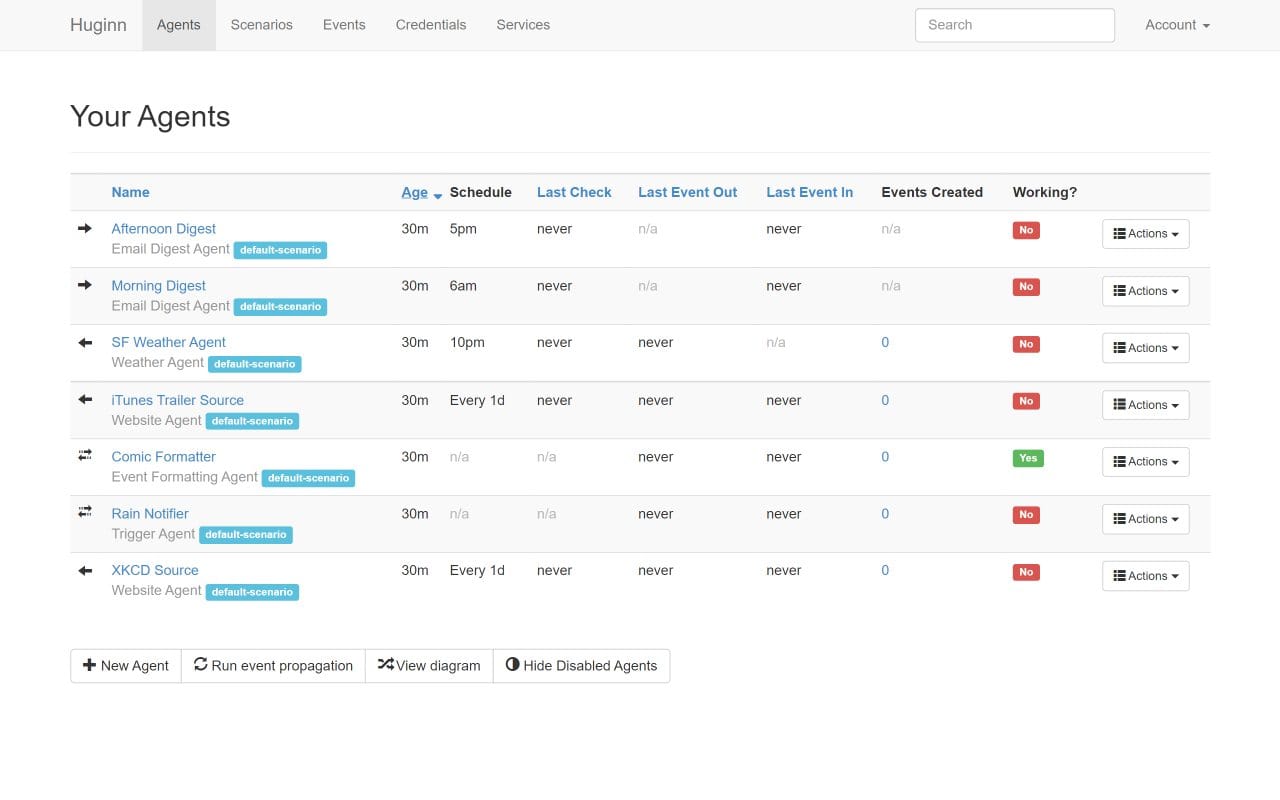 Huginn Agents Scenarios Events Credentials Services Search Account
Your Agents
Name Age Schedule Last Check Last Event Out Last Event In Events Created Working?
Afternoon Digest 30m 5pm never n/a never n/a No Actions
Email Digest Agent default-scenario
Morning Digest 30m 6am never n/a never n/a No Actions
Email Digest Agent default-scenario
SF Weather Agent 30m 10pm never never n/a 0 No Actions
Weather Agent default-scenario
iTunes Trailer Source 30m Every 1d never never never 0 No Actions
Website Agent default-scenario
Comic Formatter 30m n/a n/a never never 0 Yes Actions
Event Formatting Agent default-scenario
Rain Notifier 30m n/a n/a never never 0 No Actions
Trigger Agent default-scenario
XKCD Source 30m Every 1d never never never 0 No Actions
Website Agent default-scenario
New Agent Run event propagation View diagram Hide Disabled Agents